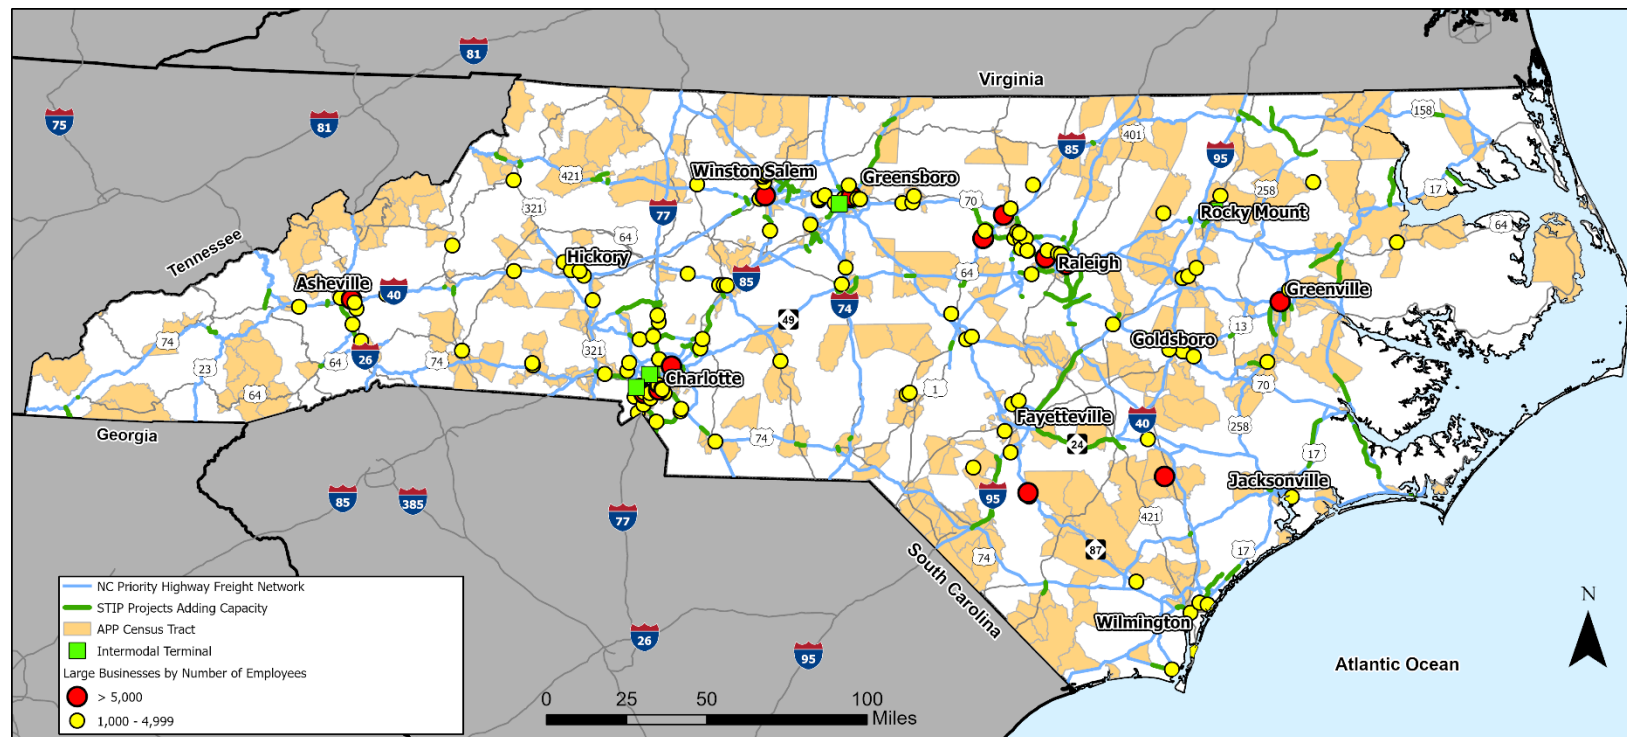 81
Virginia
158
75
81
85
401
95
Winston Salem
Greensboro
421
258
17
77
321
70
Rocky Mount
64
64
Tennessee
Hickory
Raleigh
64
Asheville
40
85
74
Greenville
49
13
Goldsboro
74
23
64
26
74
321
Charlotte
70
64
1
Fayetteville
40
258
Georgia
74
24
17
Jacksonville
85
385
95
77
421
87
17
74
South Carolina
NC Priority Highway Freight Network
STIP Projects Adding Capacity
APP Census Tract
Intermodal Terminal
Large Businesses by Number of Employees
> 5,000
1,000 - 4,999
26
95
Wilmington
N
Atlantic Ocean
0 25 50 100
Miles